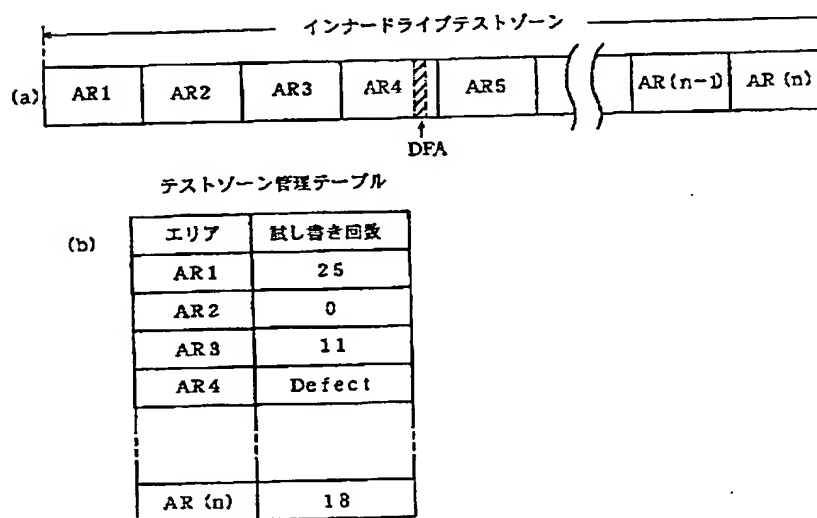 インナードライブテストゾーン
(a) AR1 AR2 AR3 AR4 AR5 AR(n-1) AR(n)
DFA
テストゾーン管理テーブル
(b)
エリア 試し書き回数
AR1 25
AR2 0
AR3 11
AR4 Defect
AR(n) 18